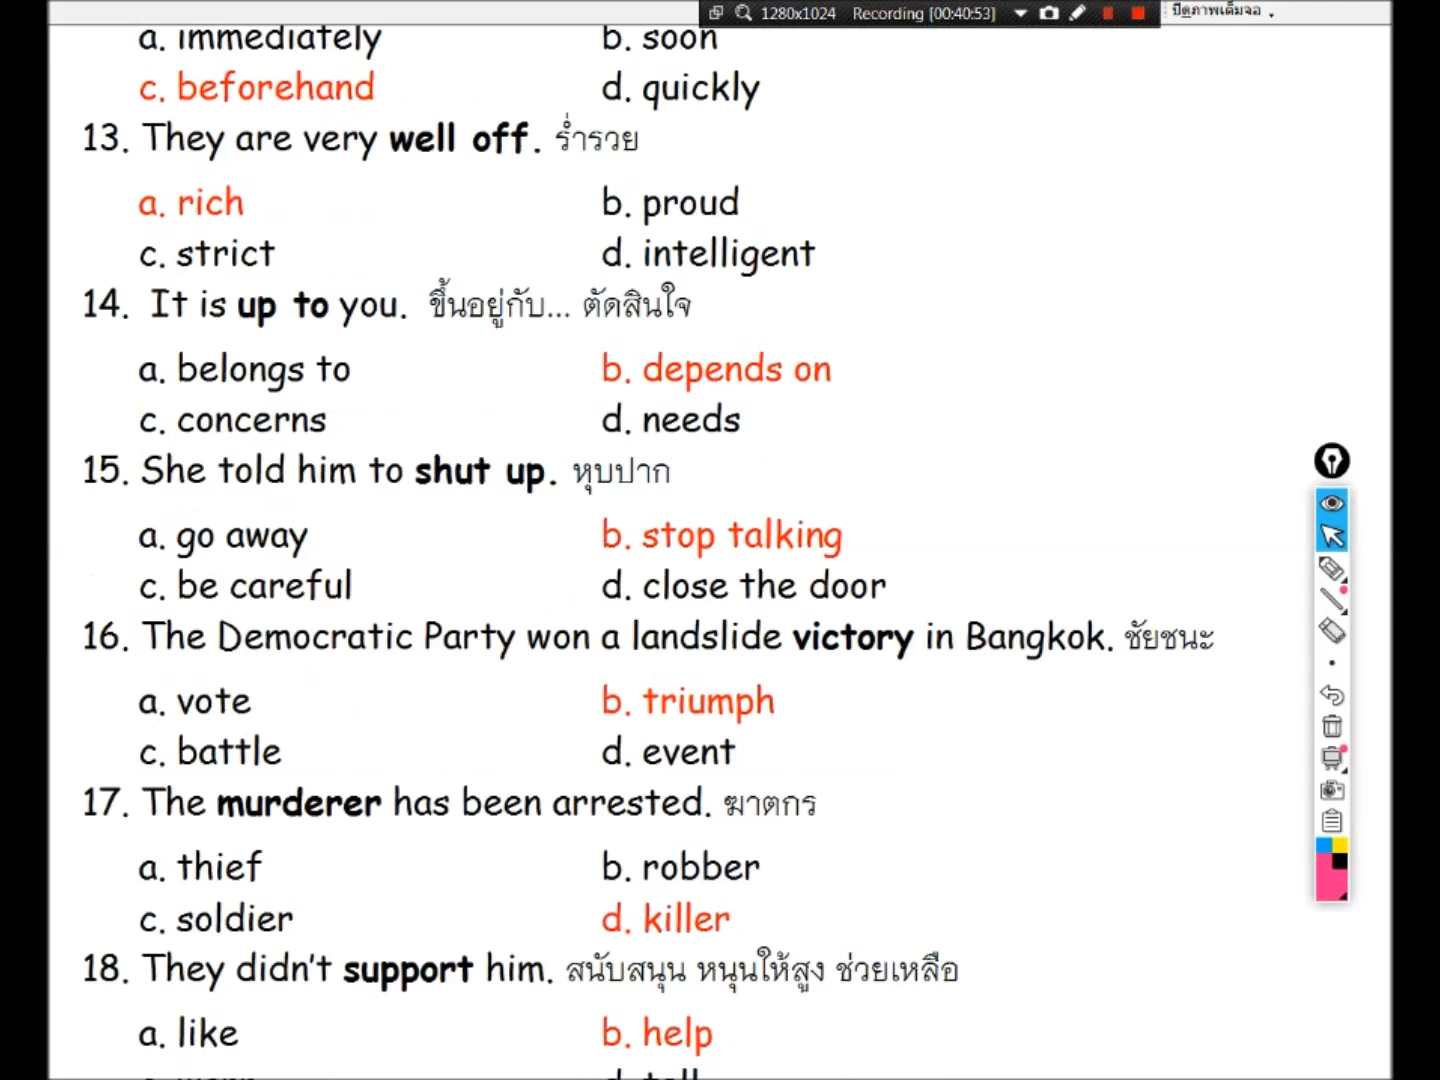 1280x1024 Recording [00:40:53] ปิดภาพเต็มจอ
a. immediately b. soon
c. beforehand d. quickly
13. They are very well off. ร่ำรวย
a. rich b. proud
c. strict d. intelligent
14. It is up to you. ขึ้นอยู่กับ... ตัดสินใจ
a. belongs to b. depends on
c. concerns d. needs
15. She told him to shut up. หุบปาก
a. go away b. stop talking
c. be careful d. close the door
16. The Democratic Party won a landslide victory in Bangkok. ชัยชนะ
a. vote b. triumph
c. battle d. event
17. The murderer has been arrested. ฆาตกร
a. thief b. robber
c. soldier d. killer
18. They didn't support him. สนับสนุน หนุนให้สูง ช่วยเหลือ
a. like b. help